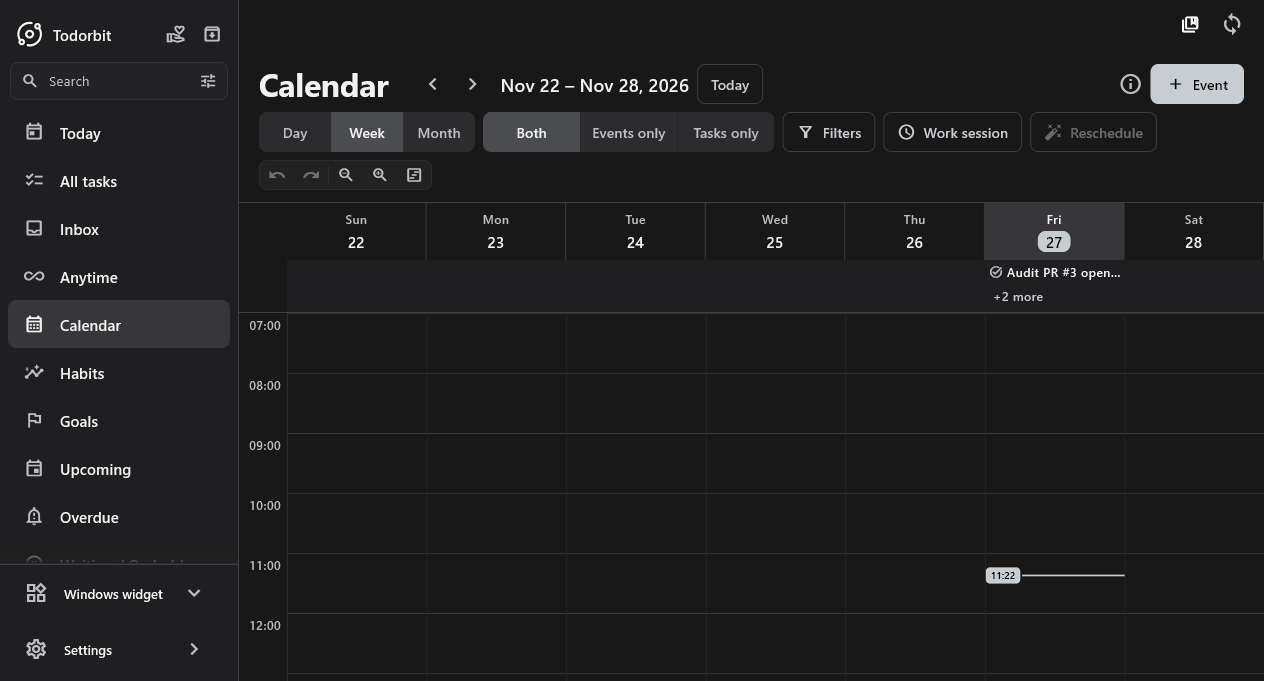 Todorbit
Search
Today
All tasks
Inbox
Anytime
Calendar
Habits
Goals
Upcoming
Overdue
Windows widget
Settings
Calendar
Nov 22 – Nov 28, 2026
Today
Event
Day
Week
Month
Both
Events only
Tasks only
Filters
Work session
Reschedule
Sun
22
Mon
23
Tue
24
Wed
25
Thu
26
Fri
27
Sat
28
Audit PR #3 open...
+2 more
07:00
08:00
09:00
10:00
11:00
11:22
12:00